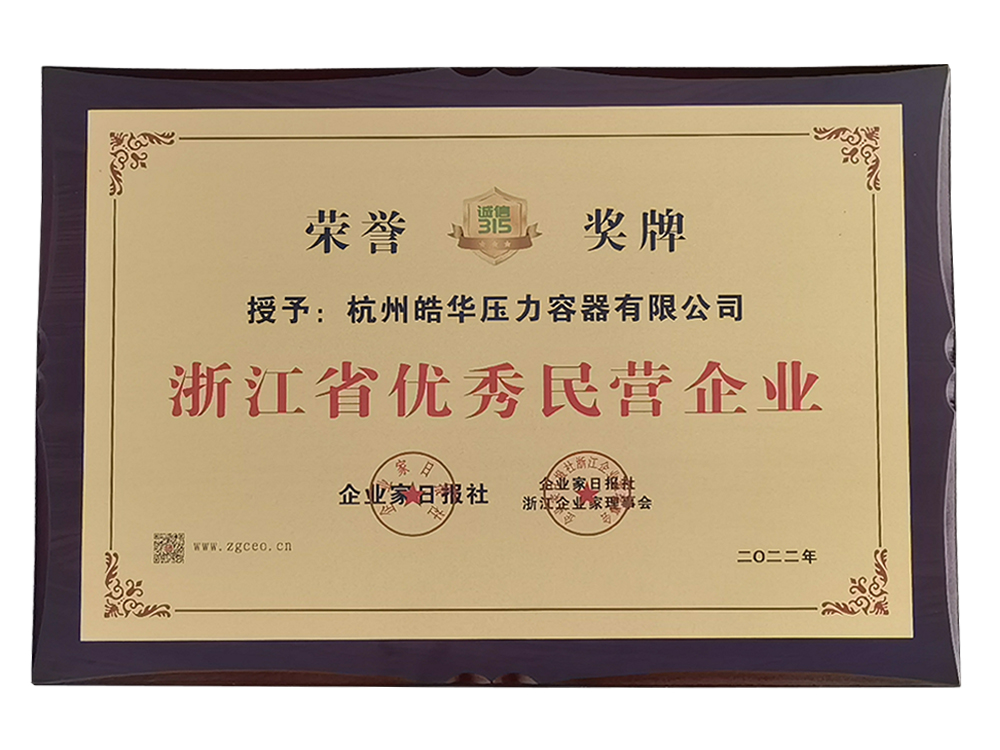 荣誉 诚信 315 奖牌
授予：杭州皓华压力容器有限公司
浙江省优秀民营企业
企业家日报社
企业家日报社
浙江企业家理事会
www.zgceo.cn
二〇二二年